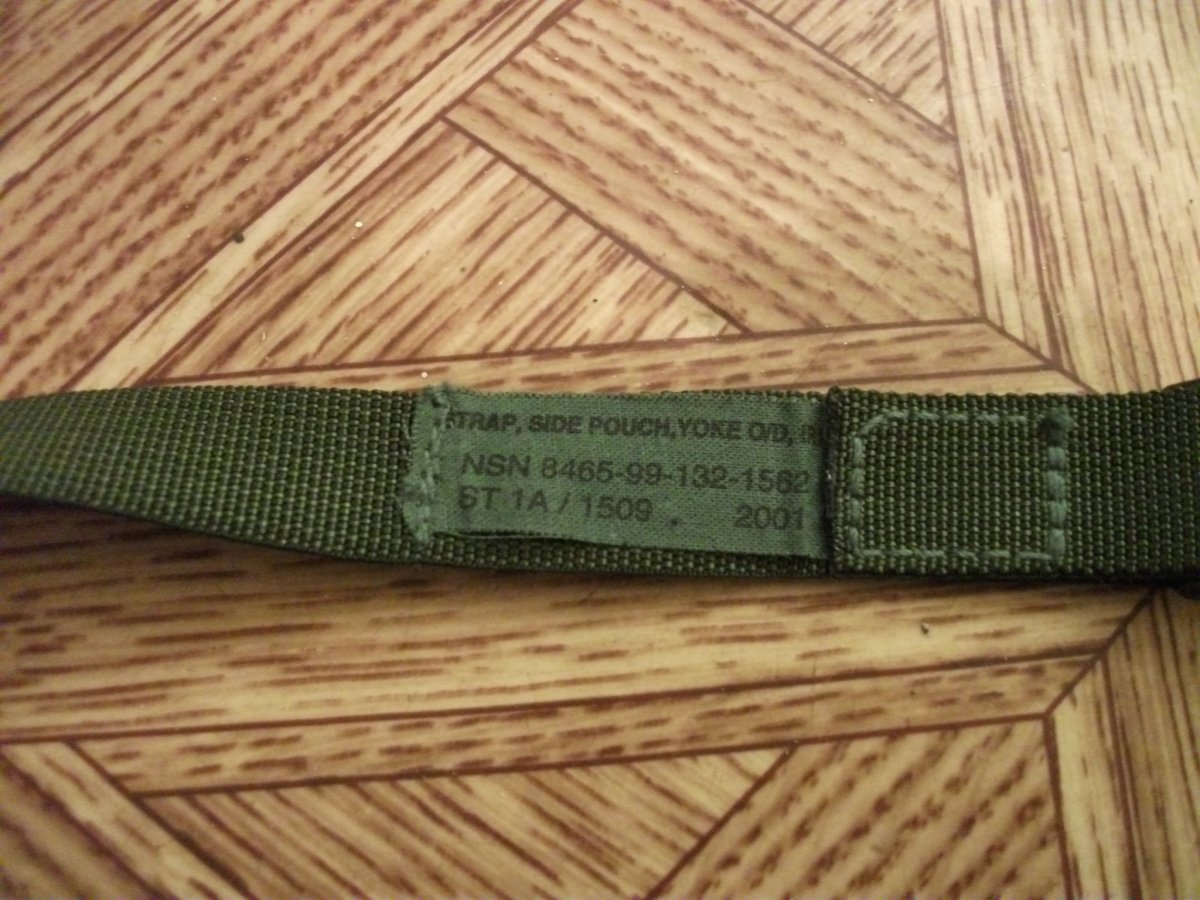 TRAP, SIDE POUCH, YOKE O/D,
NSN 8465-99-132-1562
ST 1A / 1509 . 2001